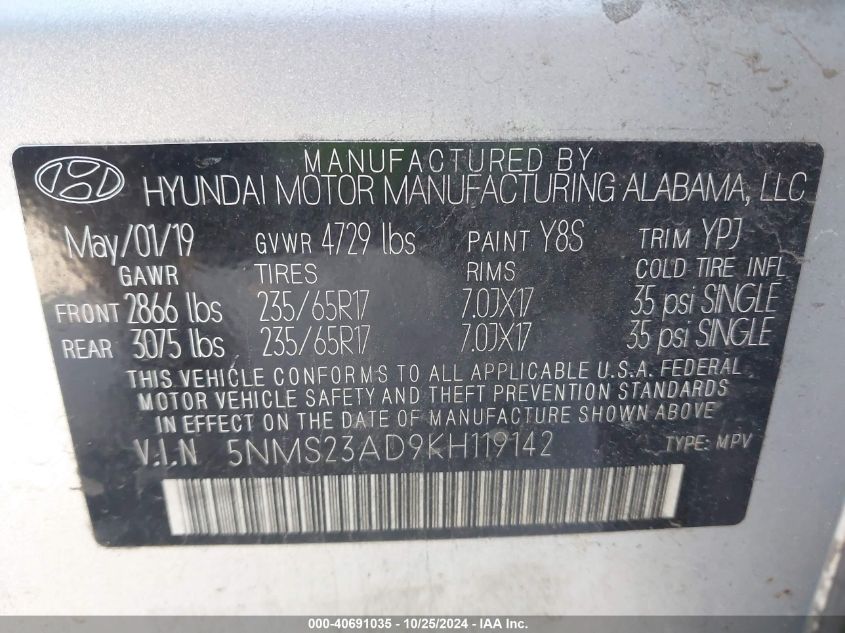 MANUFACTURED BY
HYUNDAI MOTOR MANUFACTURING ALABAMA, LLC
May/01/19 GVWR 4729 lbs PAINT Y8S TRIM YPJ
GAWR TIRES RIMS COLD TIRE INFL
FRONT 2866 lbs 235/65R17 7.0JX17 35 psi SINGLE
REAR 3075 lbs 235/65R17 7.0JX17 35 psi SINGLE
THIS VEHICLE CONFORMS TO ALL APPLICABLE U.S.A. FEDERAL
MOTOR VEHICLE SAFETY AND THEFT PREVENTION STANDARDS
IN EFFECT ON THE DATE OF MANUFACTURE SHOWN ABOVE.
V.I.N 5NMS23AD9KH119142 TYPE: MPV
000-40691035 - 10/25/2024 - IAA Inc.